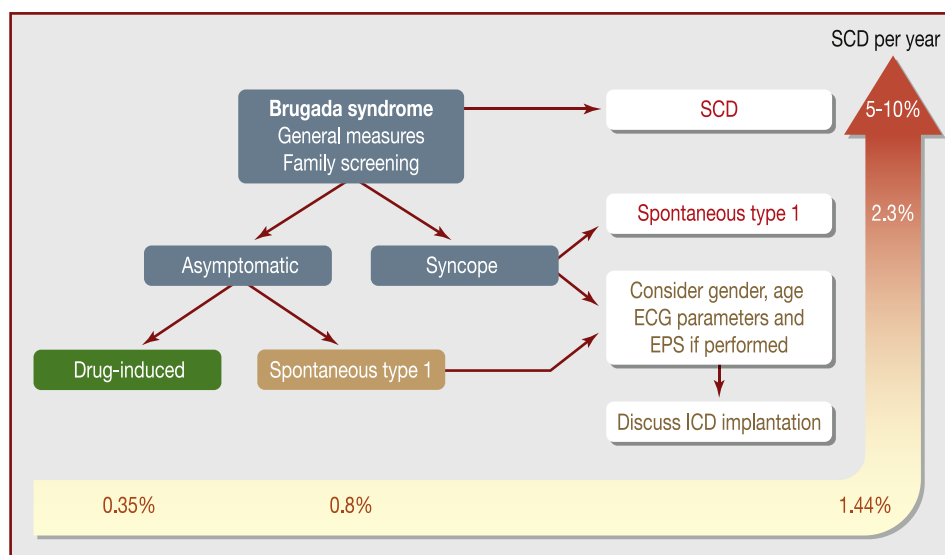 SCD per year
Brugada syndrome
General measures
Family screening
SCD
5-10%
Spontaneous type 1
2.3%
Asymptomatic
Syncope
Consider gender, age
ECG parameters and
EPS if performed
Drug-induced
Spontaneous type 1
Discuss ICD implantation
0.35%
0.8%
1.44%